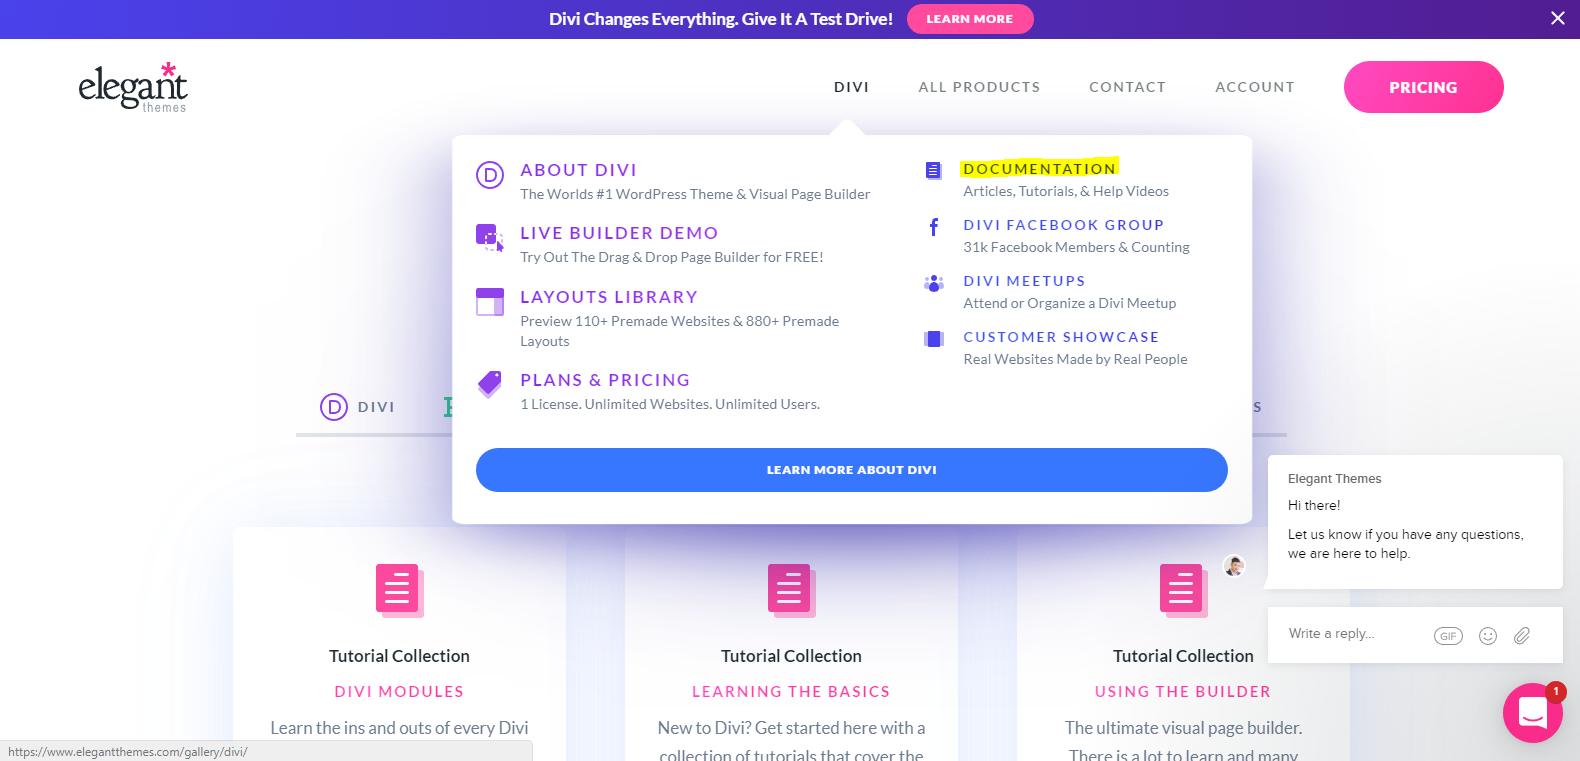 Divi Changes Everything. Give It A Test Drive!
LEARN MORE
elegant
themes
DIVI
ALL PRODUCTS
CONTACT
ACCOUNT
PRICING
ABOUT DIVI
The Worlds #1 WordPress Theme & Visual Page Builder
LIVE BUILDER DEMO
Try Out The Drag & Drop Page Builder for FREE!
LAYOUTS LIBRARY
Preview 110+ Premade Websites & 880+ Premade
Layouts
PLANS & PRICING
1 License. Unlimited Websites. Unlimited Users.
DOCUMENTATION
Articles, Tutorials, & Help Videos
DIVI FACEBOOK GROUP
31k Facebook Members & Counting
DIVI MEETUPS
Attend or Organize a Divi Meetup
CUSTOMER SHOWCASE
Real Websites Made by Real People
LEARN MORE ABOUT DIVI
DIVI
S
Elegant Themes
Hi there!
Let us know if you have any questions,
we are here to help.
Write a reply...
GIF
1
Tutorial Collection
DIVI MODULES
Learn the ins and outs of every Divi
Tutorial Collection
LEARNING THE BASICS
New to Divi? Get started here with a
collection of tutorials that cover the
Tutorial Collection
USING THE BUILDER
The ultimate visual page builder.
There is a lot to learn and many
https://www.elegantthemes.com/gallery/divi/